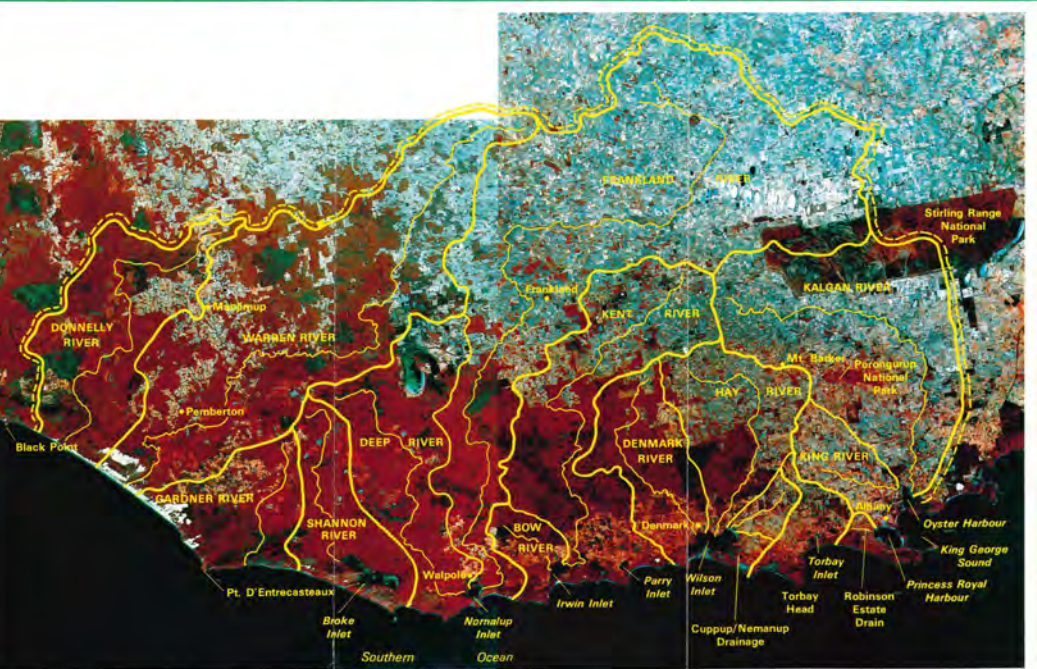 FRANKLAND
RIVER
Stirling Range
National
Park
KALGAN RIVER
Frankland
KENT
RIVER
Manjimup
DONNELLY
RIVER
WARREN RIVER
Mt. Barker
Porongurup
National
Park
HAY
RIVER
Pemberton
Black Point
DEEP
RIVER
DENMARK
RIVER
KING RIVER
GARDNER RIVER
SHANNON
RIVER
BOW
RIVER
Denmark
Albany
Oyster Harbour
King George
Sound
Walpole
Pt. D'Entrecasteaux
Broke
Inlet
Nornalup
Inlet
Irwin Inlet
Parry
Inlet
Wilson
Inlet
Torbay
Inlet
Princess Royal
Harbour
Torbay
Head
Robinson
Estate
Drain
Cuppup/Nemanup
Drainage
Southern
Ocean